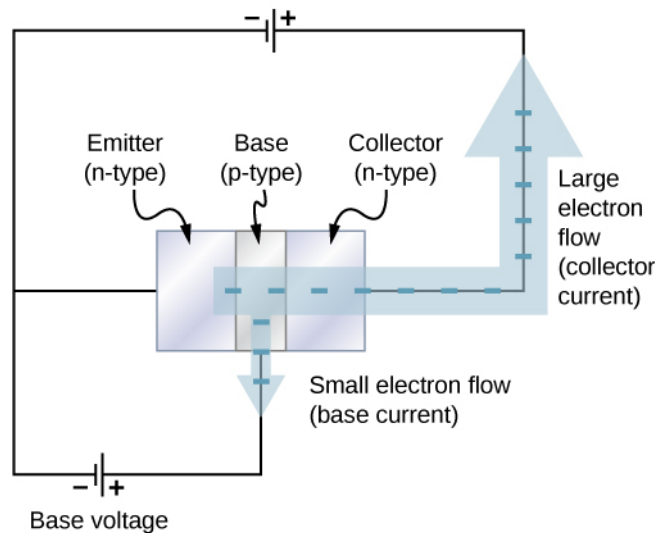 − +
Emitter
(n-type)
Base
(p-type)
Collector
(n-type)
Large
electron
flow
(collector
current)
Small electron flow
(base current)
− +
Base voltage